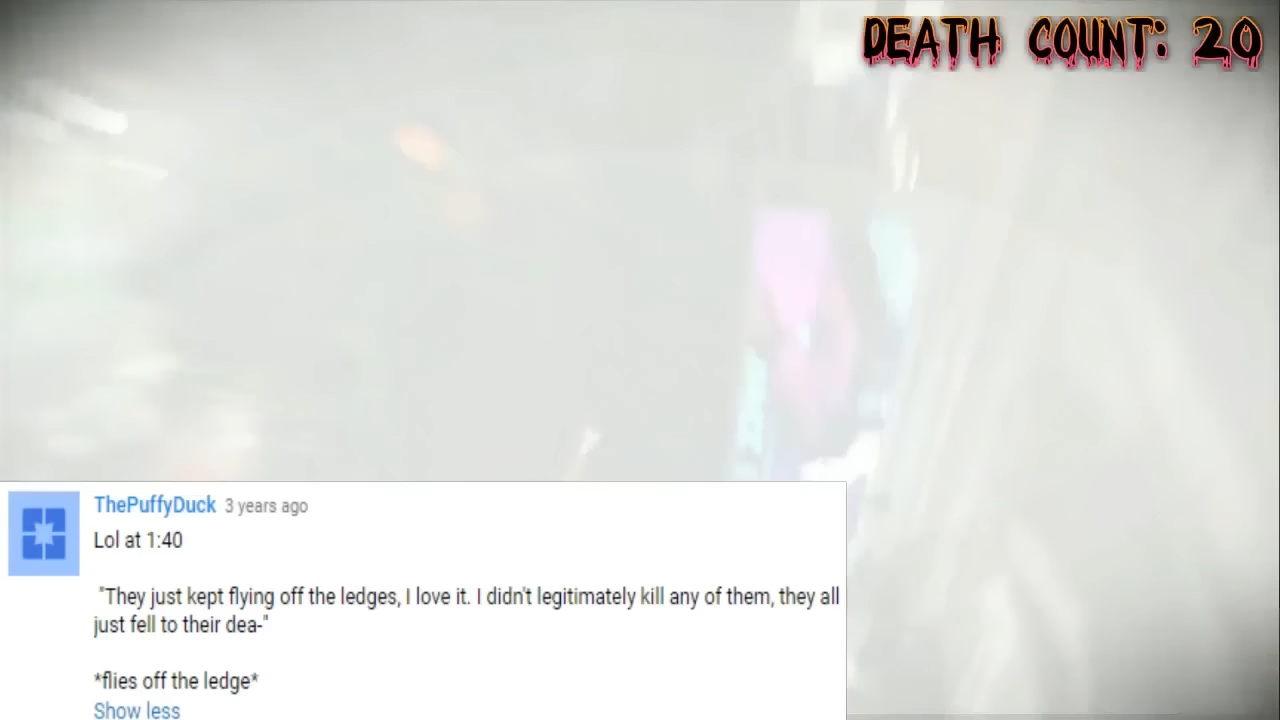 DEATH COUNT: 20
ThePuffyDuck 3 years ago
Lol at 1:40
"They just kept flying off the ledges, I love it. I didn't legitimately kill any of them, they all
just fell to their dea-"
*flies off the ledge*
Show less